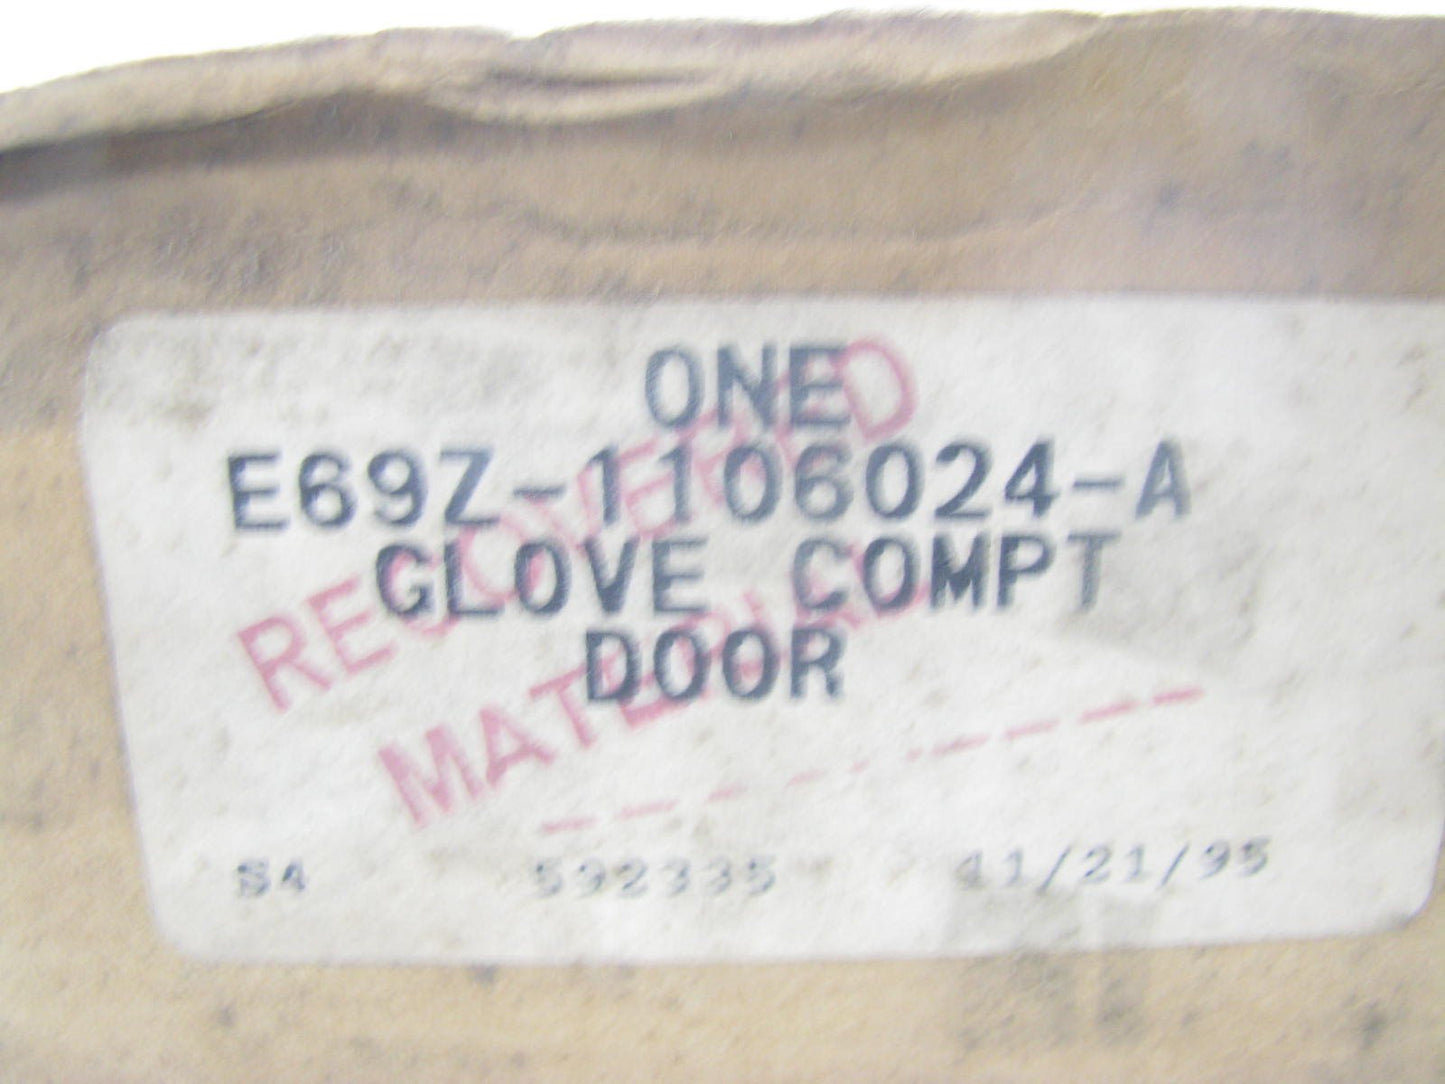 ONE
E69Z-1106024-A
GLOVE COMPT
DOOR
RECOVERED
MATERIAL
S4 592335 11/21/95